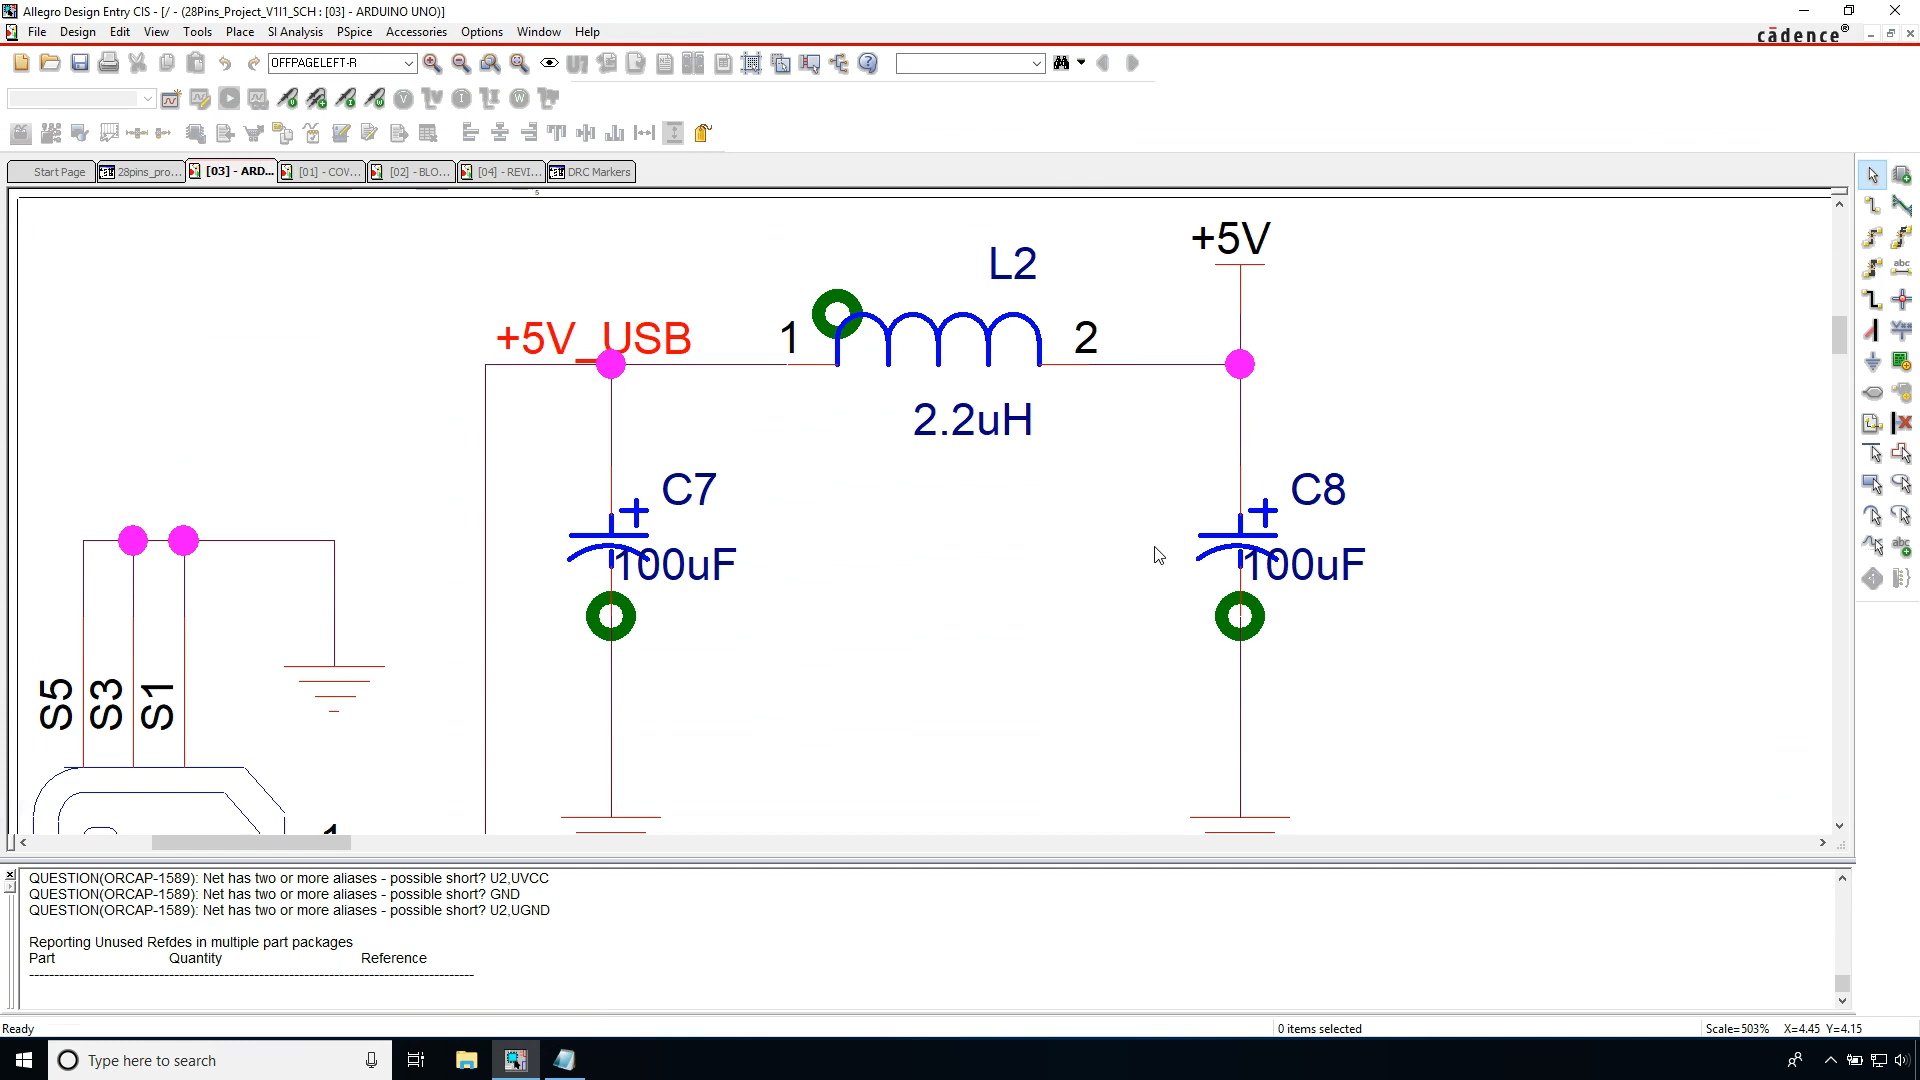 Allegro Design Entry CIS - [/ - (28Pins_Project_V1I1_SCH : [03] - ARDUINO UNO)]
File Design Edit View Tools Place SI Analysis PSpice Accessories Options Window Help
cādence®
OFFPAGELEFT-R
Start Page
28pins_pro...
[03] - ARD...
[01] - COV...
[02] - BLO...
[04] - REVI...
DRC Markers
5
+5V
L2
+5V_USB
1
2
2.2uH
C7
100uF
C8
100uF
S5
S3
S1
1
QUESTION(ORCAP-1589): Net has two or more aliases - possible short? U2,UVCC
QUESTION(ORCAP-1589): Net has two or more aliases - possible short? GND
QUESTION(ORCAP-1589): Net has two or more aliases - possible short? U2,UGND
Reporting Unused Refdes in multiple part packages
Part Quantity Reference
Ready
0 items selected
Scale=503% X=4.45 Y=4.15
Type here to search